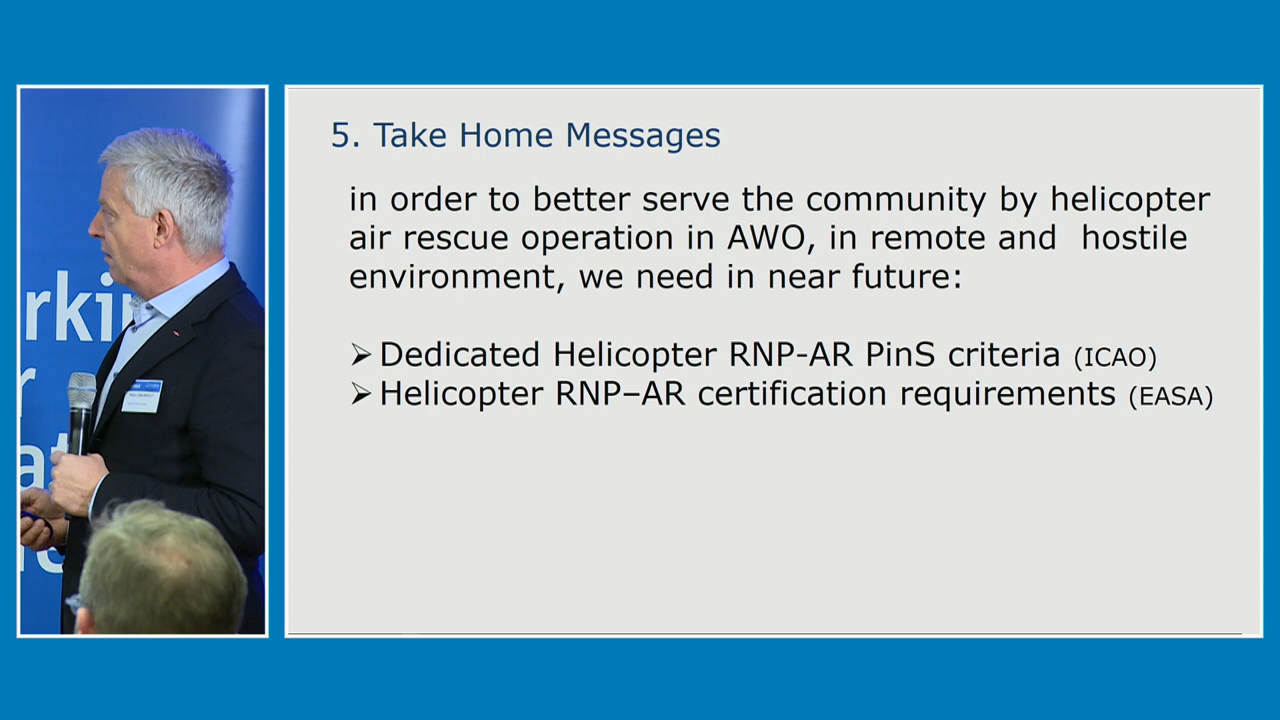 5. Take Home Messages
in order to better serve the community by helicopter
air rescue operation in AWO, in remote and hostile
environment, we need in near future:
➢ Dedicated Helicopter RNP-AR PinS criteria (ICAO)
➢ Helicopter RNP–AR certification requirements (EASA)